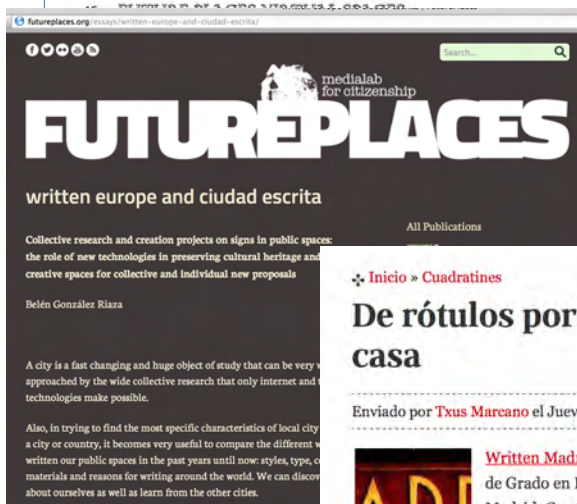 futureplaces.org/essays/written-europe-and-ciudad-escrita/
Search...
medialab
for citizenship
FUTUREPLACES
written europe and ciudad escrita
All Publications
Collective research and creation projects on signs in public spaces:
the role of new technologies in preserving cultural heritage and
creative spaces for collective and individual new proposals
Belén González Riaza
A city is a fast changing and huge object of study that can be very
approached by the wide collective research that only internet and
technologies make possible.
Also, in trying to find the most specific characteristics of local city
a city or country, it becomes very useful to compare the different
written our public spaces in the past years until now: styles, type,
materials and reasons for writing around the world. We can discov
about ourselves as well as learn from the other cities.
Inicio » Cuadratines
De rótulos por
casa
Enviado por Txus Marcano el Juev
Written Madr
de Grado en